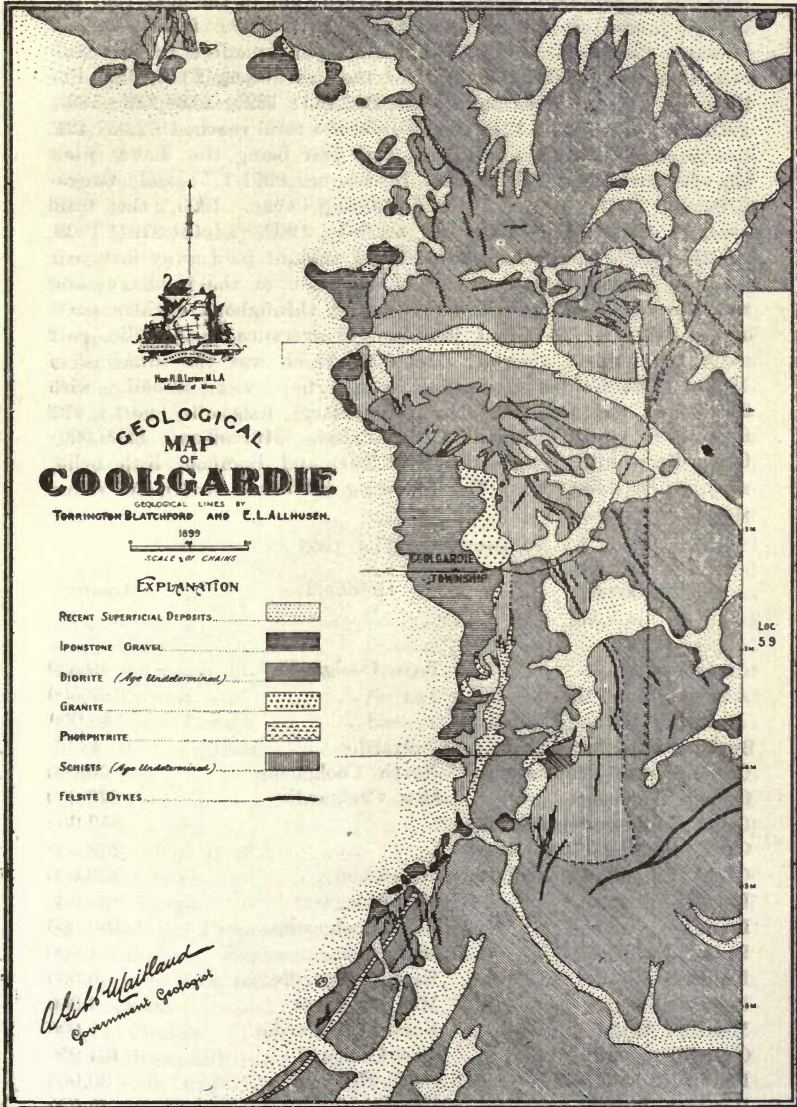 Hon H.B. Lefroy M.L.A
Minister of Mines
GEOLOGICAL
MAP
OF
COOLGARDIE
GEOLOGICAL LINES BY
TORRINGTON BLATCHFORD AND E.L. ALLHUSEN.
1899
SCALE OF CHAINS
EXPLANATION
RECENT SUPERFICIAL DEPOSITS
IRONSTONE GRAVEL
DIORITE (Age Undetermined)
GRANITE
PHORPHYRITE
SCHISTS (Age Undetermined)
FELSITE DYKES
A Gibb Maitland
Government Geologist
COOLGARDIE
TOWNSHIP
LOC
59